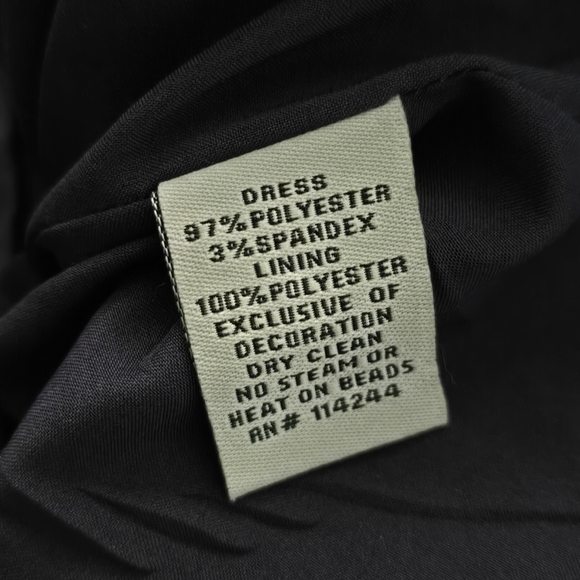 DRESS
97% POLYESTER
3% SPANDEX
LINING
100% POLYESTER
EXCLUSIVE OF
DECORATION
DRY CLEAN
NO STEAM OR
HEAT ON BEADS
RN# 114244